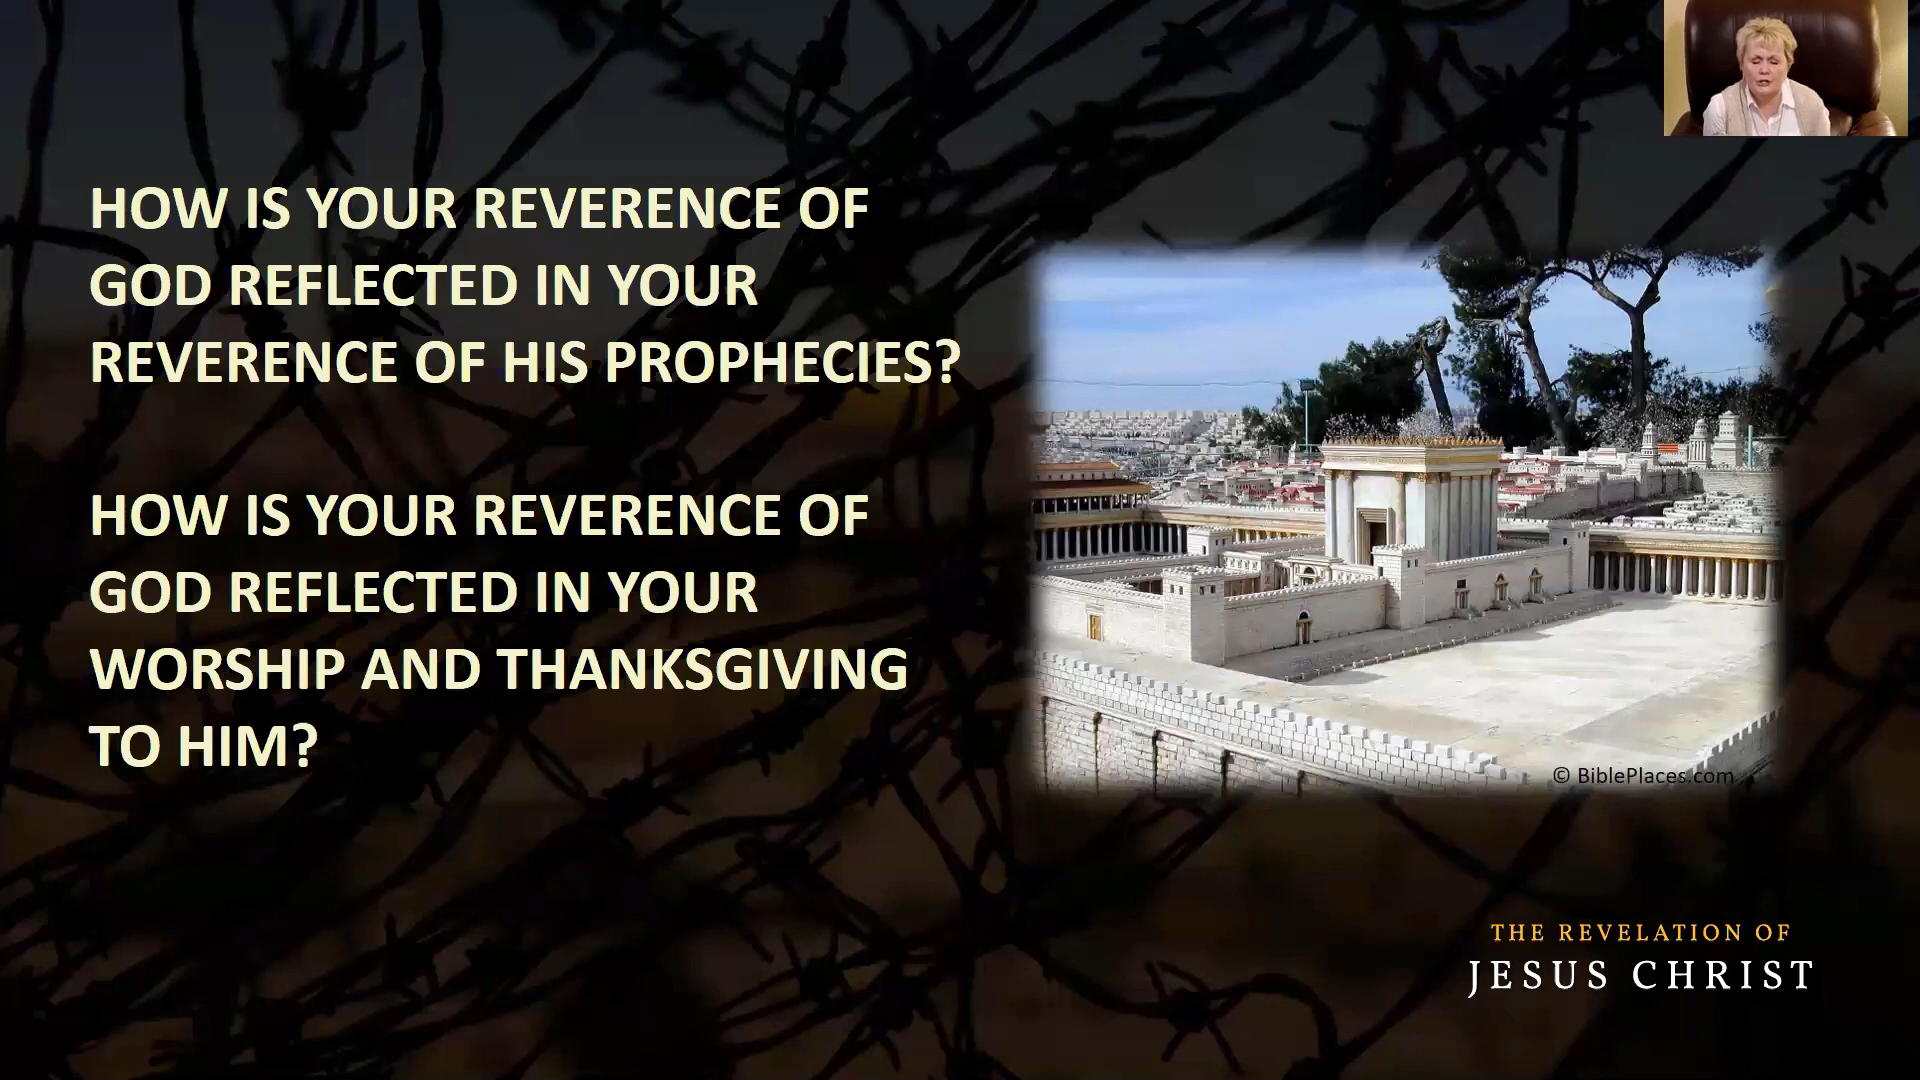 HOW IS YOUR REVERENCE OF
GOD REFLECTED IN YOUR
REVERENCE OF HIS PROPHECIES?
HOW IS YOUR REVERENCE OF
GOD REFLECTED IN YOUR
WORSHIP AND THANKSGIVING
TO HIM?
© BiblePlaces.com
THE REVELATION OF
JESUS CHRIST